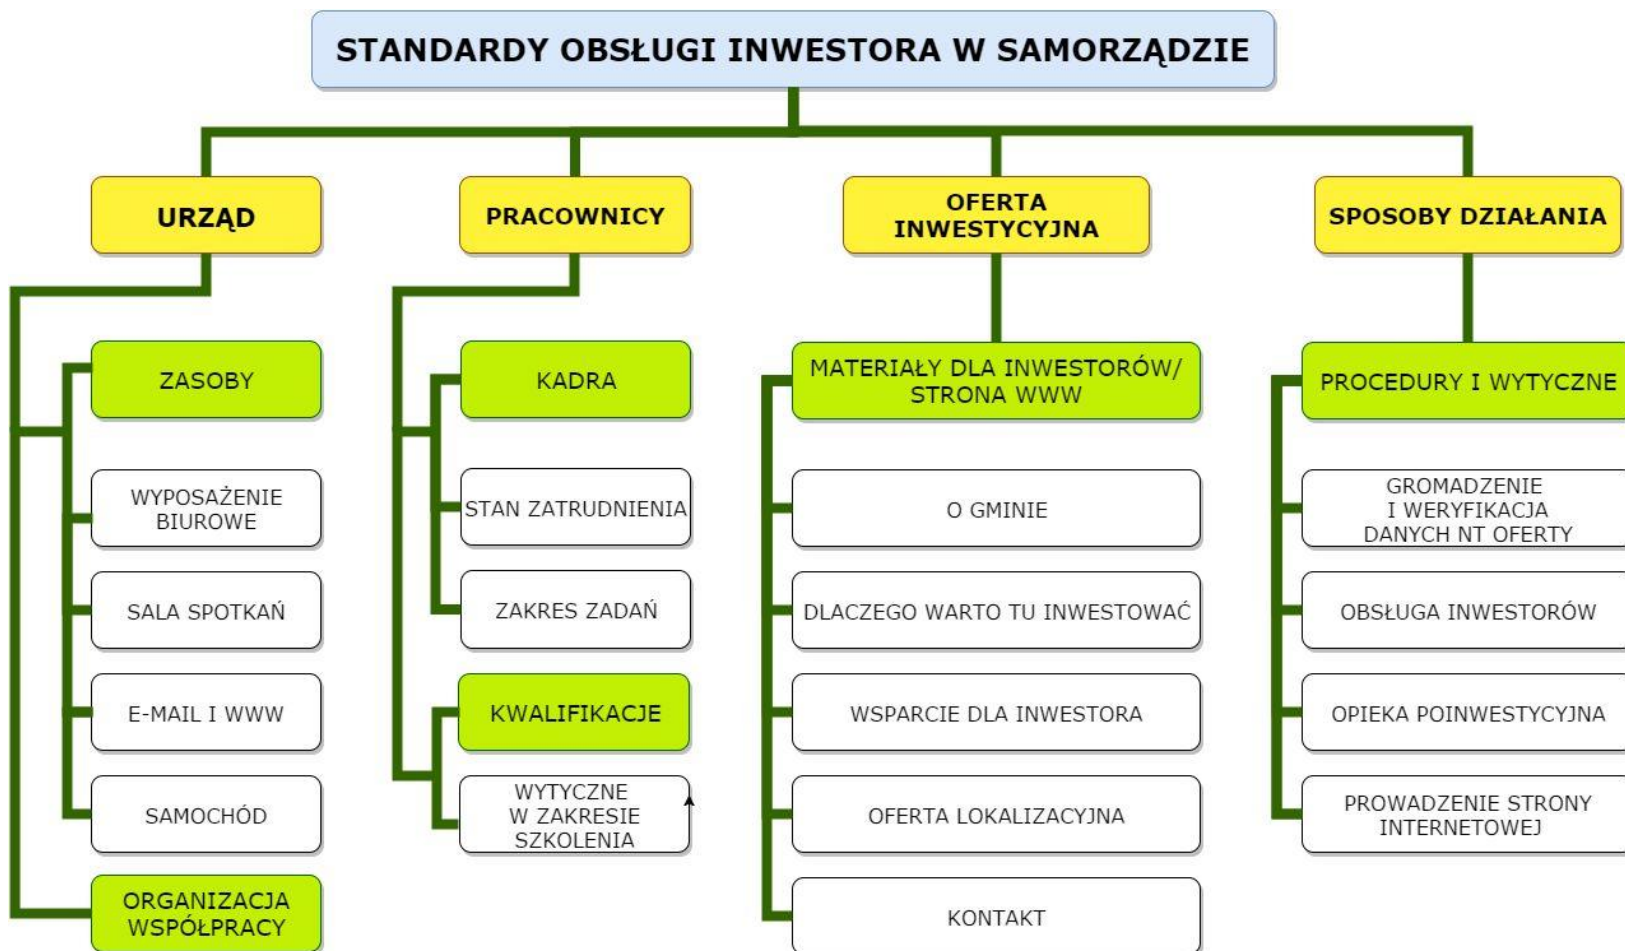 STANDARDY OBSŁUGI INWESTORA W SAMORZĄDZIE
URZĄD
ZASOBY
WYPOSAŻENIE
BIUROWE
SALA SPOTKAŃ
E-MAIL I WWW
SAMOCHÓD
ORGANIZACJA
WSPÓŁPRACY
PRACOWNICY
KADRA
STAN ZATRUDNIENIA
ZAKRES ZADAŃ
KWALIFIKACJE
WYTYCZNE
W ZAKRESIE
SZKOLENIA
OFERTA
INWESTYCYJNA
MATERIAŁY DLA INWESTORÓW/
STRONA WWW
O GMINIE
DLACZEGO WARTO TU INWESTOWAĆ
WSPARCIE DLA INWESTORA
OFERTA LOKALIZACYJNA
KONTAKT
SPOSOBY DZIAŁANIA
PROCEDURY I WYTYCZNE
GROMADZENIE
I WERYFIKACJA
DANYCH NT OFERTY
OBSŁUGA INWESTORÓW
OPIEKA POINWESTYCYJNA
PROWADZENIE STRONY
INTERNETOWEJ